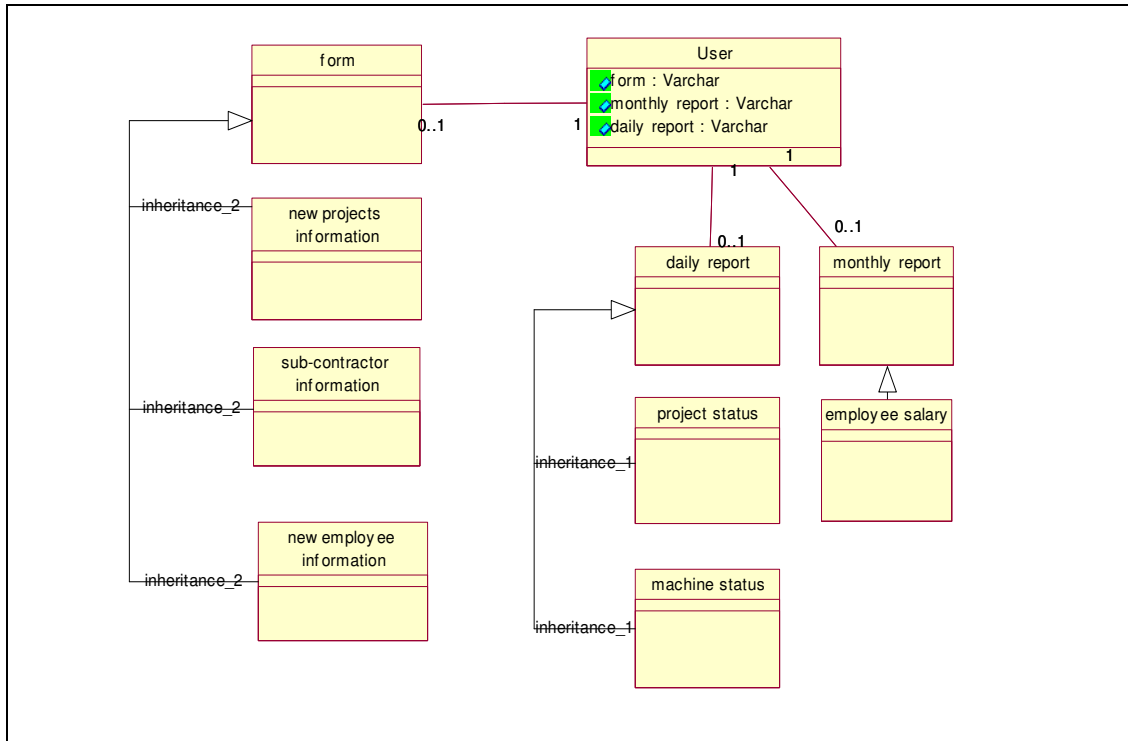 form
User
form : Varchar
monthly report : Varchar
daily report : Varchar
0..1
1
1
1
inheritance_2
new projects
information
0..1
0..1
daily report
monthly report
sub-contractor
information
inheritance_2
project status
employee salary
inheritance_1
new employee
information
inheritance_2
machine status
inheritance_1